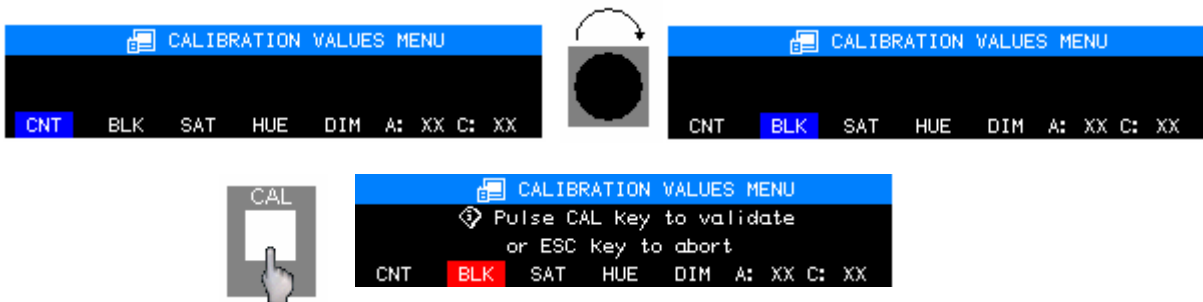 CALIBRATION VALUES MENU
CNT BLK SAT HUE DIM A: XX C: XX
CALIBRATION VALUES MENU
CNT BLK SAT HUE DIM A: XX C: XX
CAL
CALIBRATION VALUES MENU
Pulse CAL Key to validate
or ESC Key to abort
CNT BLK SAT HUE DIM A: XX C: XX